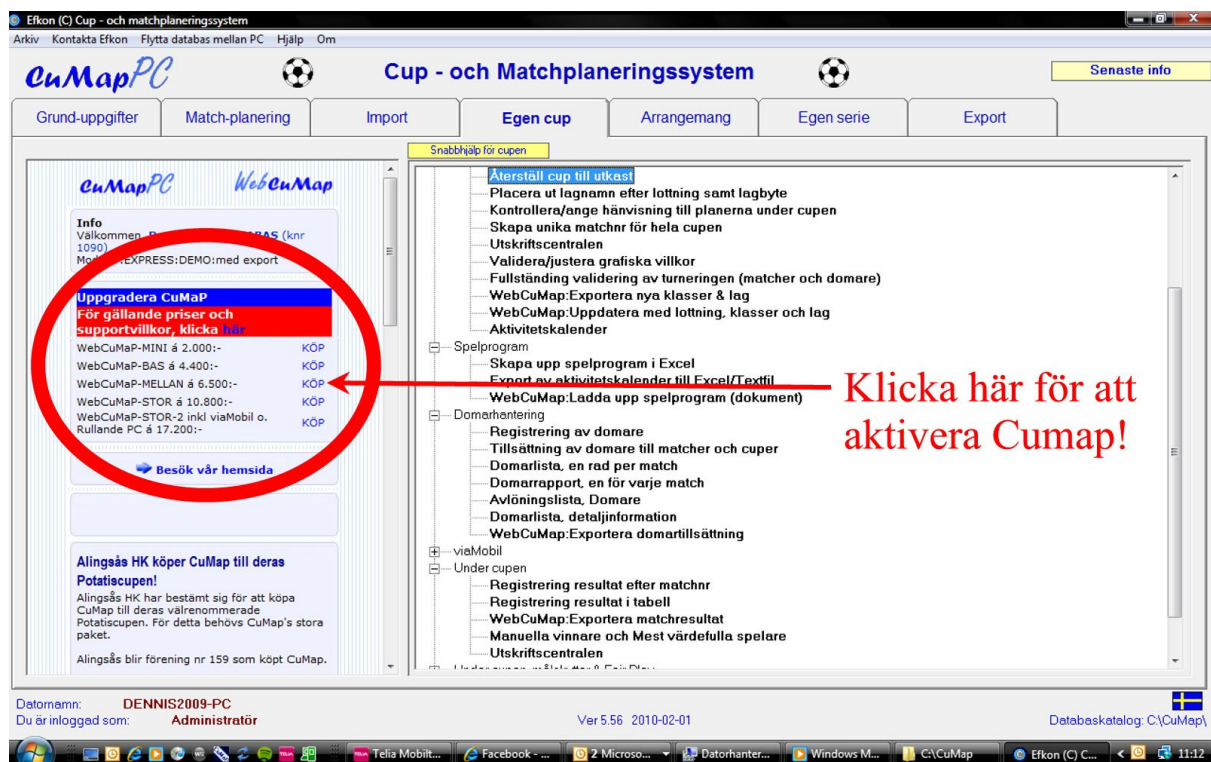 Efkon (C) Cup - och matchplaneringssystem
Arkiv Kontakta Efkon Flytta databas mellan PC Hjälp Om
CuMapPC
Cup - och Matchplaneringssystem
Senaste info
Grund-uppgifter Match-planering Import Egen cup Arrangemang Egen serie Export
Snabbhjälp för cupen
CuMapPC WebCuMap
Info
Välkommen (knr
1090)
:EXPRESS:DEMO:med export
Uppgradera CuMaP
För gällande priser och
supportvillkor, klicka här
WebCuMaP-MINI á 2.000:- KÖP
WebCuMaP-BAS á 4.400:- KÖP
WebCuMaP-MELLAN á 6.500:- KÖP
WebCuMaP-STOR á 10.800:- KÖP
WebCuMaP-STOR-2 inkl viaMobil o.
Rullande PC á 17.200:- KÖP
Besök vår hemsida
Alingsås HK köper CuMap till deras
Potatiscupen!
Alingsås HK har bestämt sig för att köpa
CuMap till deras välrenommerade
Potatiscupen. För detta behövs CuMap's stora
paket.
Alingsås blir förening nr 159 som köpt CuMap.
Återställ cup till utkast
Placera ut lagnamn efter lottning samt lagbyte
Kontrollera/ange hänvisning till planerna under cupen
Skapa unika matchnr för hela cupen
Utskriftscentralen
Validera/justera grafiska villkor
Fullständing validering av turneringen (matcher och domare)
WebCuMap:Exportera nya klasser & lag
WebCuMap:Uppdatera med lottning, klasser och lag
Aktivitetskalender
Spelprogram
Skapa upp spelprogram i Excel
Export av aktivitetskalender till Excel/Textfil
WebCuMap:Ladda upp spelprogram (dokument)
Domarhantering
Registrering av domare
Tillsättning av domare till matcher och cuper
Domarlista, en rad per match
Domarrapport, en för varje match
Avlöningslista, Domare
Domarlista, detaljinformation
WebCuMap:Exportera domartillsättning
viaMobil
Under cupen
Registrering resultat efter matchnr
Registrering resultat i tabell
WebCuMap:Exportera matchresultat
Manuella vinnare och Mest värdefulla spelare
Utskriftscentralen
Klicka här för att
aktivera Cumap!
Datornamn: DENNIS2009-PC
Du är inloggad som: Administratör
Ver 5.56 2010-02-01
Databaskatalog: C:\CuMap\
Telia Mobilt... Facebook - ... 2 Microso... Datorhanter... Windows M... C:\CuMap Efkon (C) C... 11:12